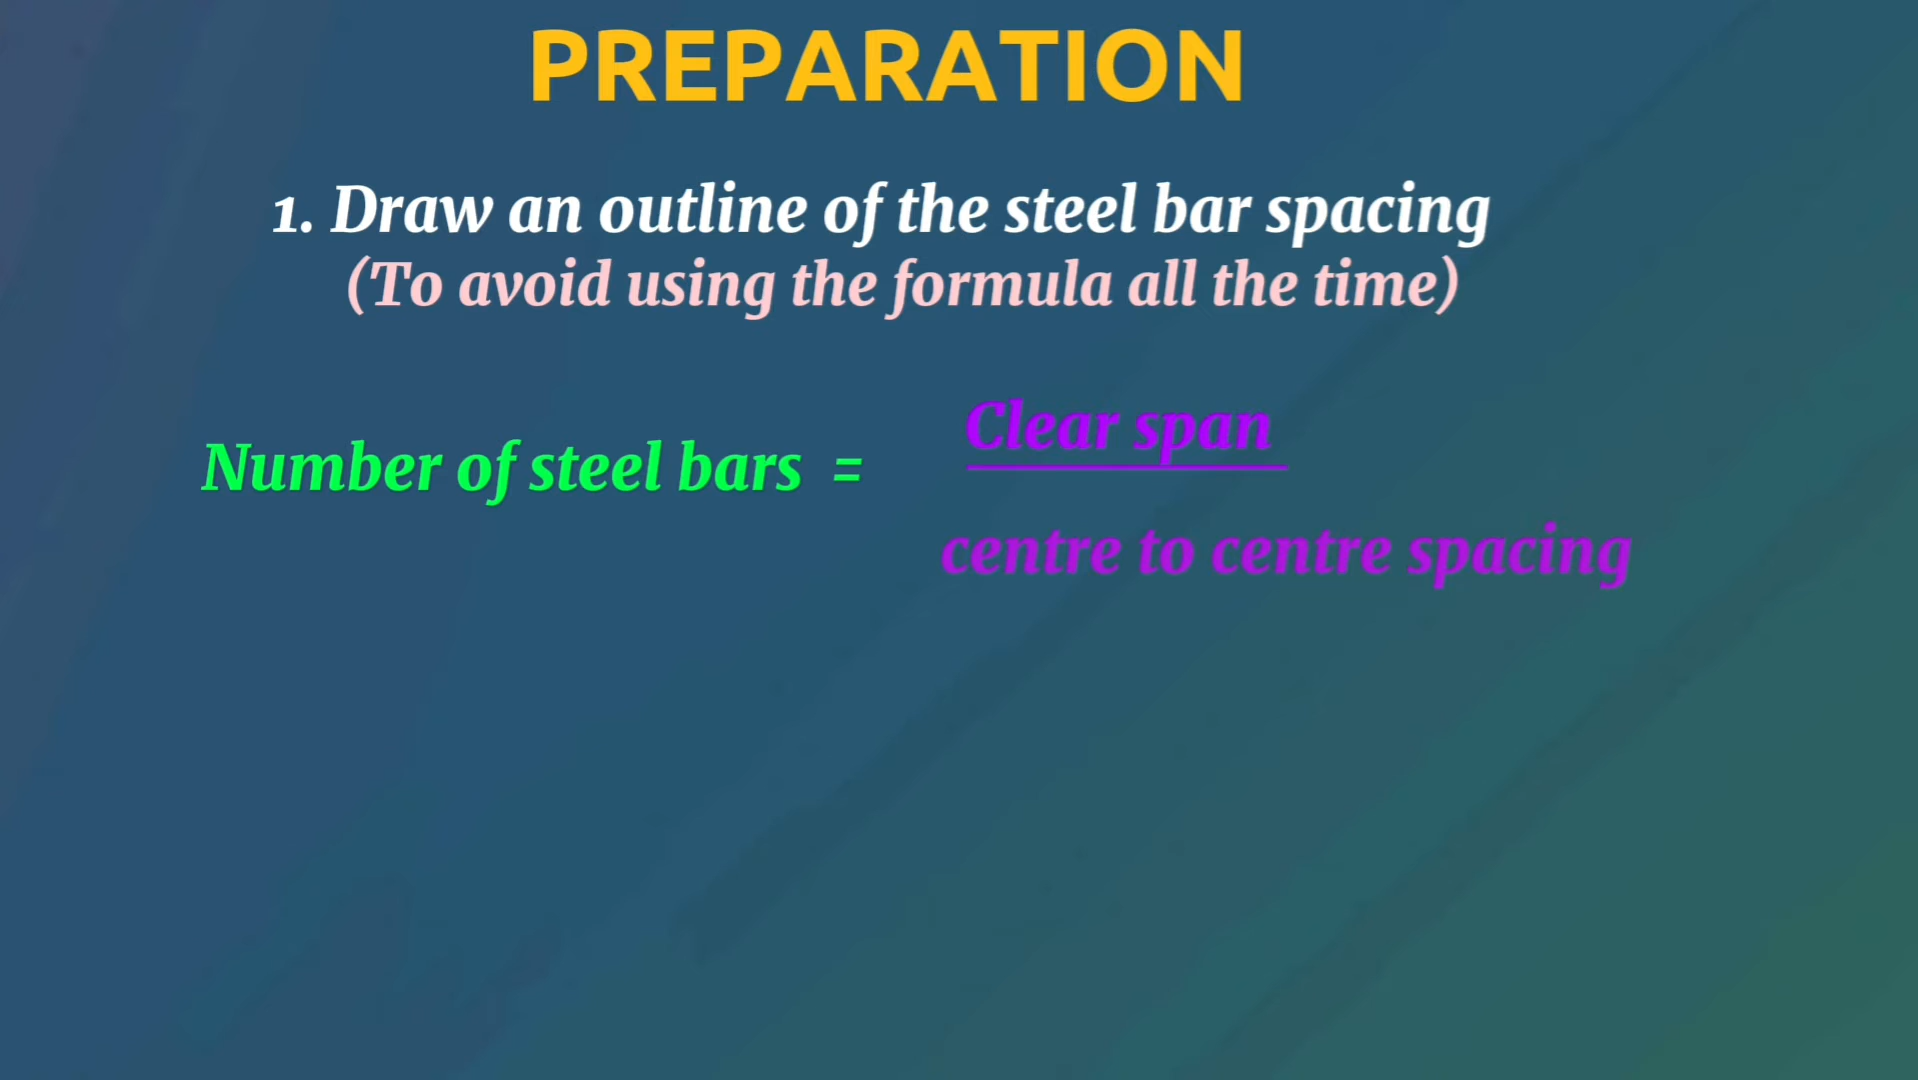 PREPARATION
1. Draw an outline of the steel bar spacing
(To avoid using the formula all the time)
Clear span
Number of steel bars =
centre to centre spacing